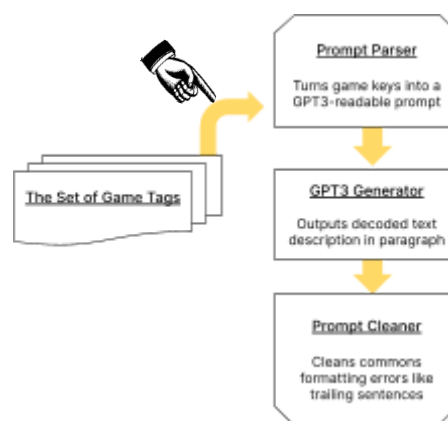 Prompt Parser
Turns game keys into a
GPT3-readable prompt
The Set of Game Tags
GPT3 Generator
Outputs decoded text
description in paragraph
Prompt Cleaner
Cleans commons
formatting errors like
trailing sentences